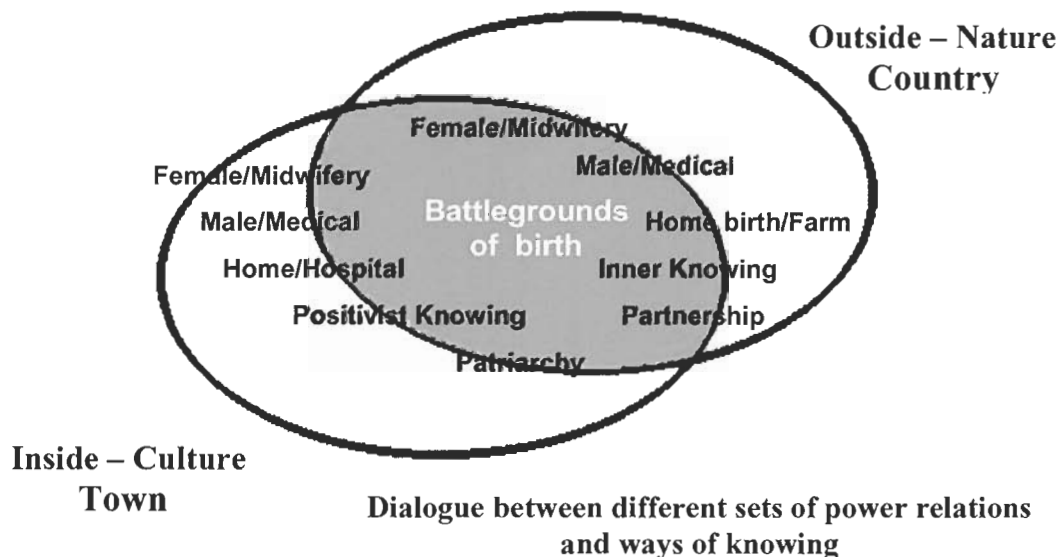 Outside – Nature
Country
Female/Midwifery
Male/Medical
Female/Midwifery
Battlegrounds
of birth
Male/Medical
Home birth/Farm
Home/Hospital
Inner Knowing
Positivist Knowing
Partnership
Patriarchy
Inside – Culture
Town
Dialogue between different sets of power relations
and ways of knowing